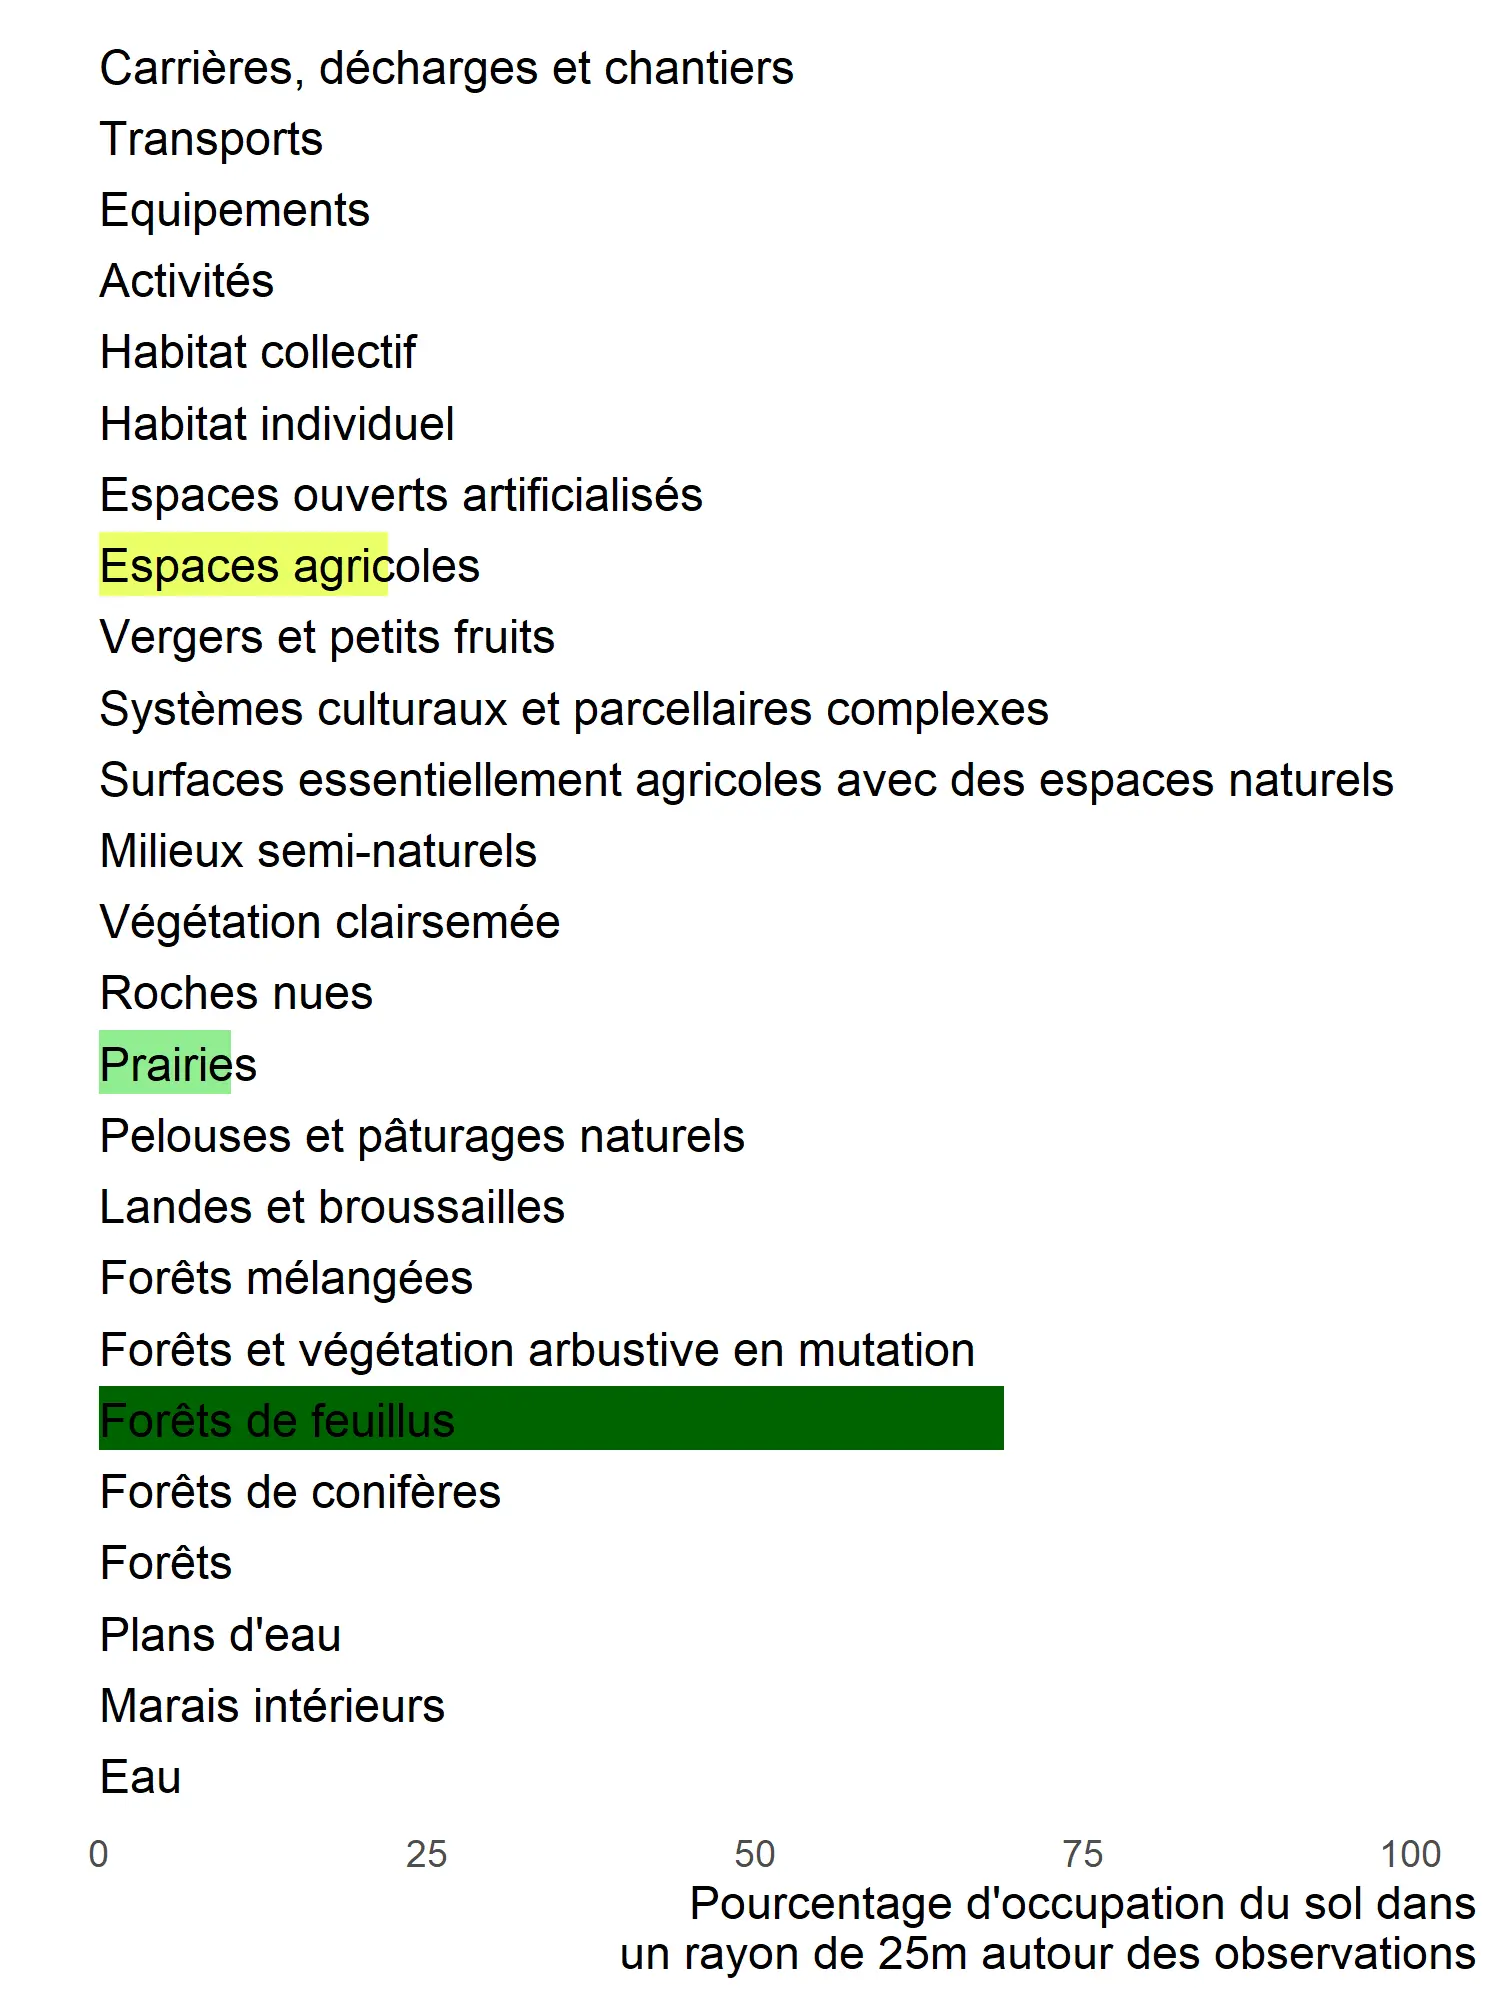 Carrières, décharges et chantiers
Transports
Equipements
Activités
Habitat collectif
Habitat individuel
Espaces ouverts artificialisés
Espaces agricoles
Vergers et petits fruits
Systèmes culturaux et parcellaires complexes
Surfaces essentiellement agricoles avec des espaces naturels
Milieux semi-naturels
Végétation clairsemée
Roches nues
Prairies
Pelouses et pâturages naturels
Landes et broussailles
Forêts mélangées
Forêts et végétation arbustive en mutation
Forêts de feuillus
Forêts de conifères
Forêts
Plans d'eau
Marais intérieurs
Eau
0 25 50 75 100
Pourcentage d'occupation du sol dans
un rayon de 25m autour des observations